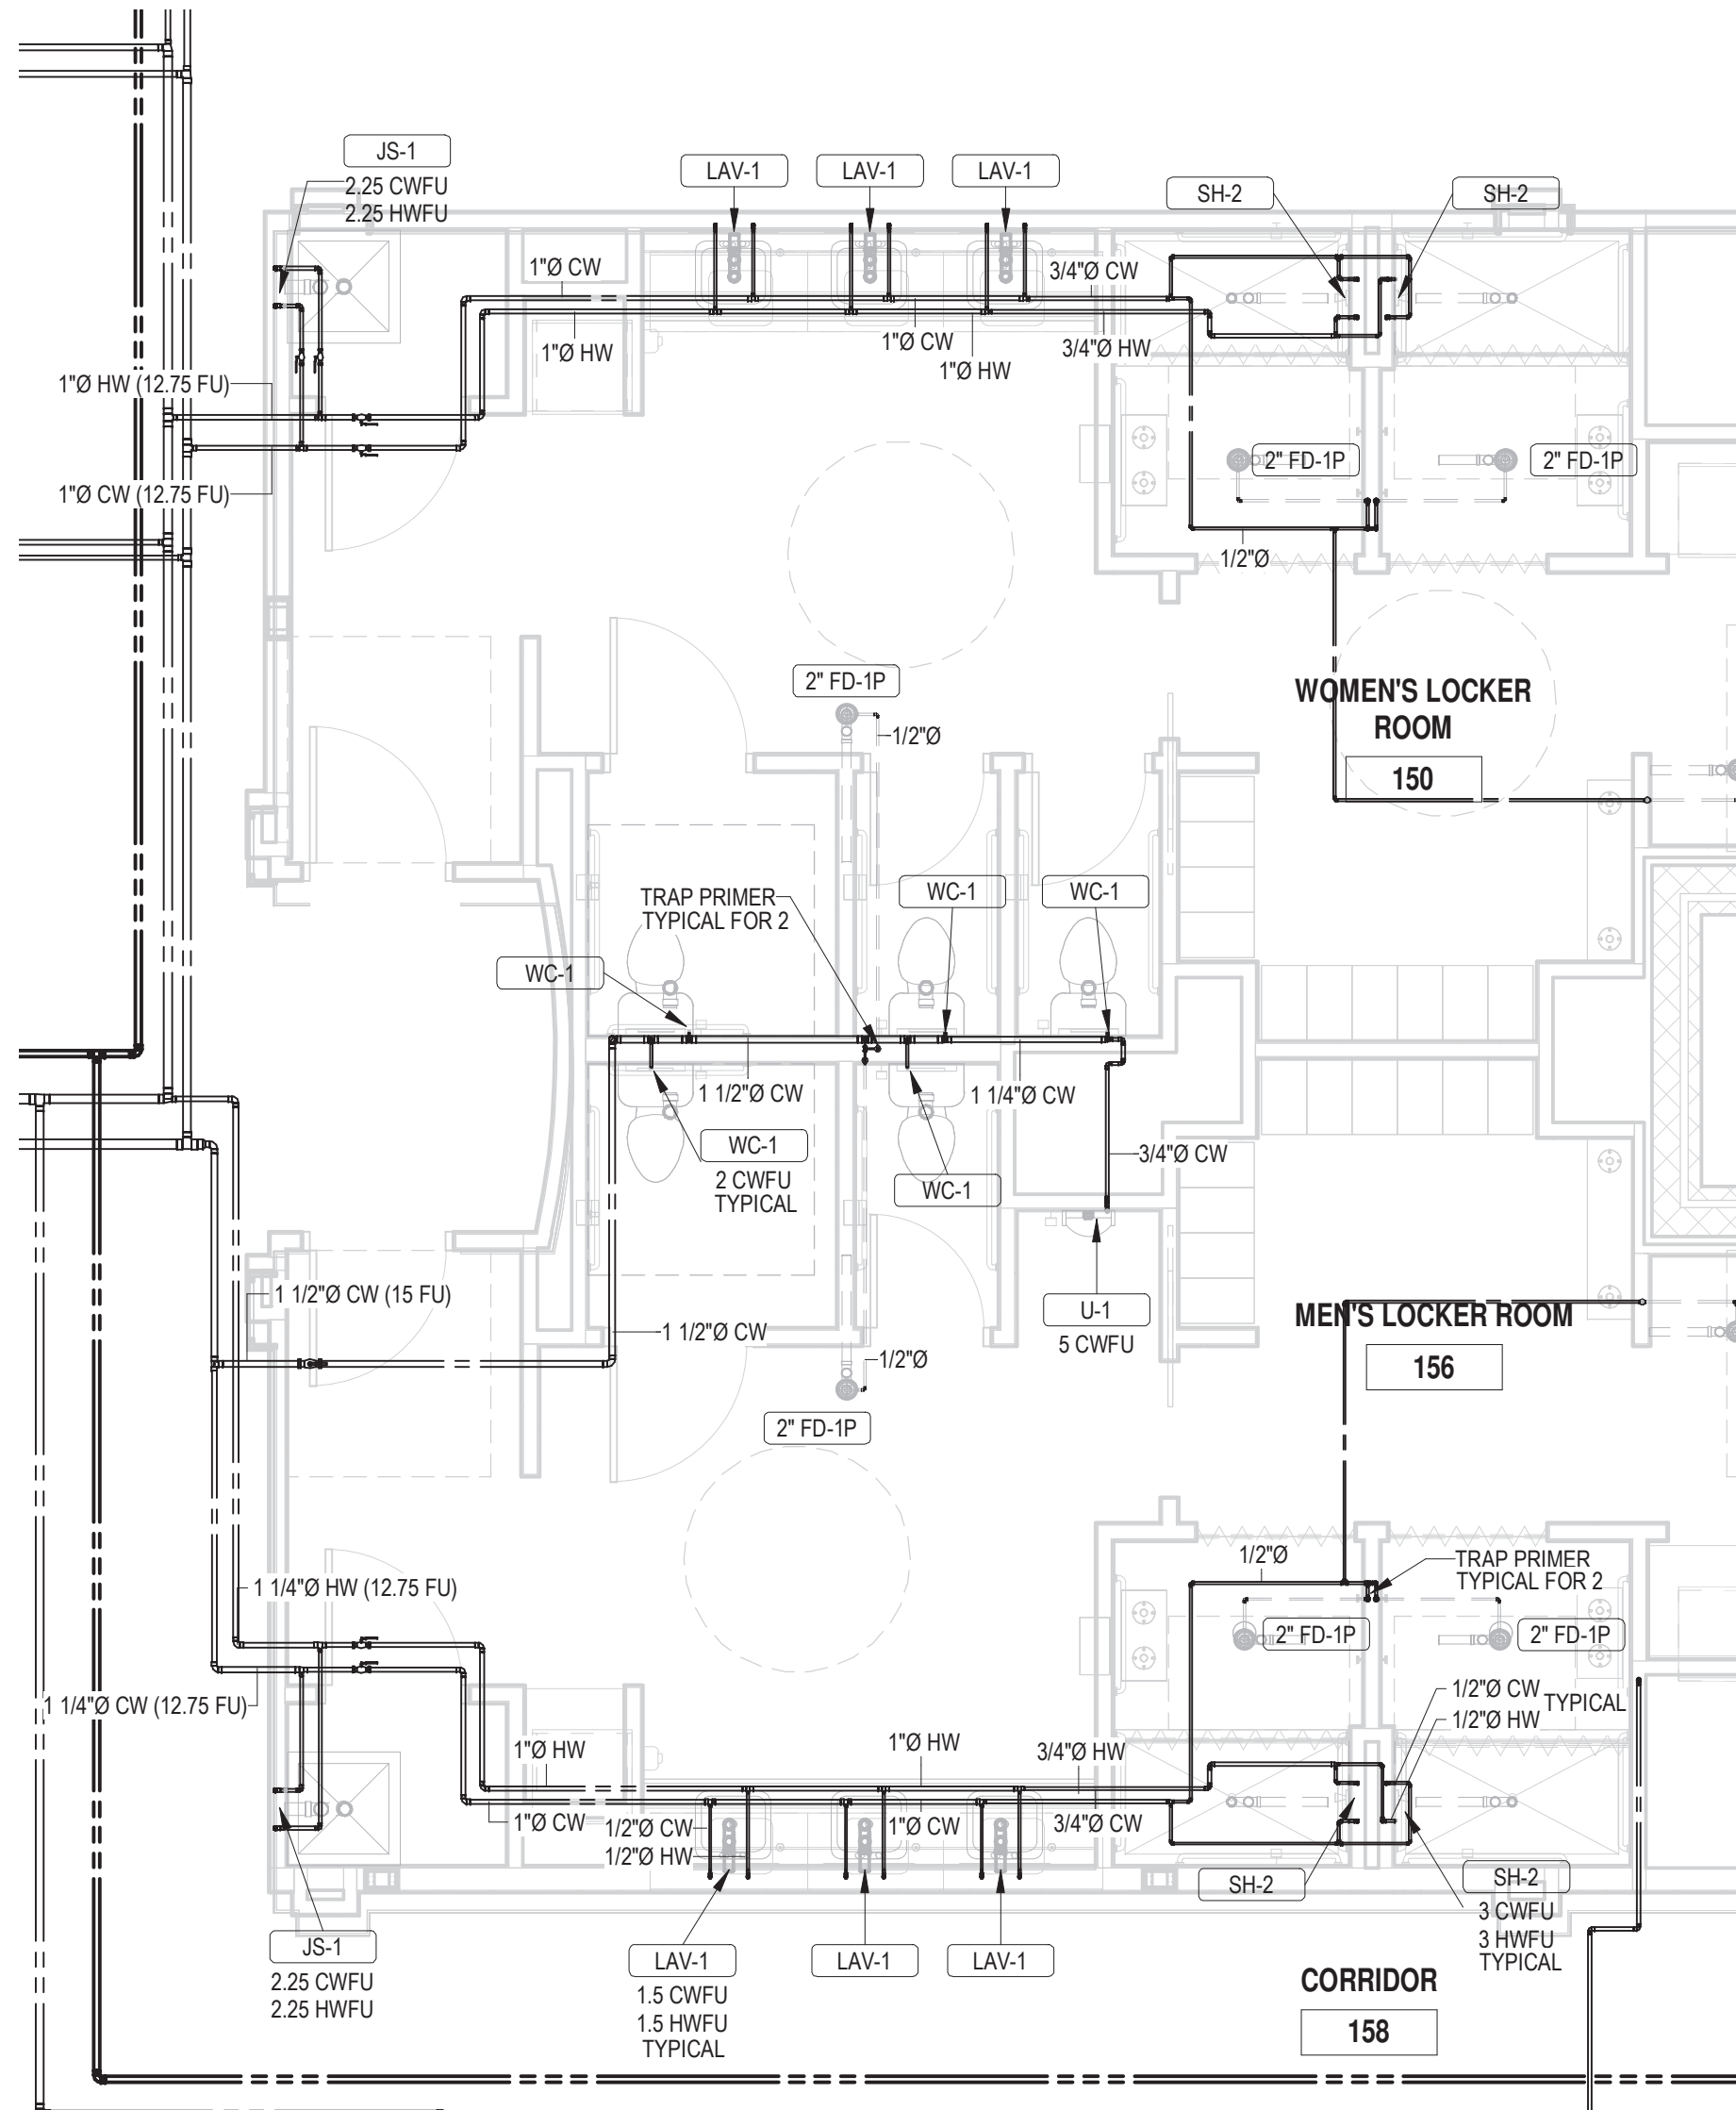 JS-1
2.25 CWFU
2.25 HWFU
LAV-1
LAV-1
LAV-1
SH-2
SH-2
1"Ø CW
3/4"Ø CW
1"Ø HW
1"Ø CW
1"Ø HW
3/4"Ø HW
1"Ø HW (12.75 FU)
1"Ø CW (12.75 FU)
2" FD-1P
2" FD-1P
1/2"Ø
2" FD-1P
1/2"Ø
WOMEN'S LOCKER
ROOM
150
TRAP PRIMER
TYPICAL FOR 2
WC-1
WC-1
WC-1
1 1/2"Ø CW
1 1/4"Ø CW
WC-1
2 CWFU
TYPICAL
WC-1
3/4"Ø CW
1 1/2"Ø CW (15 FU)
1 1/2"Ø CW
U-1
5 CWFU
MEN'S LOCKER ROOM
156
1/2"Ø
2" FD-1P
1/2"Ø
TRAP PRIMER
TYPICAL FOR 2
1 1/4"Ø HW (12.75 FU)
2" FD-1P
2" FD-1P
1 1/4"Ø CW (12.75 FU)
1/2"Ø CW
TYPICAL
1/2"Ø HW
1"Ø HW
1"Ø HW
3/4"Ø HW
1"Ø CW
1/2"Ø CW
1"Ø CW
3/4"Ø CW
1/2"Ø HW
SH-2
SH-2
3 CWFU
3 HWFU
TYPICAL
JS-1
2.25 CWFU
2.25 HWFU
LAV-1
1.5 CWFU
1.5 HWFU
TYPICAL
LAV-1
LAV-1
CORRIDOR
158